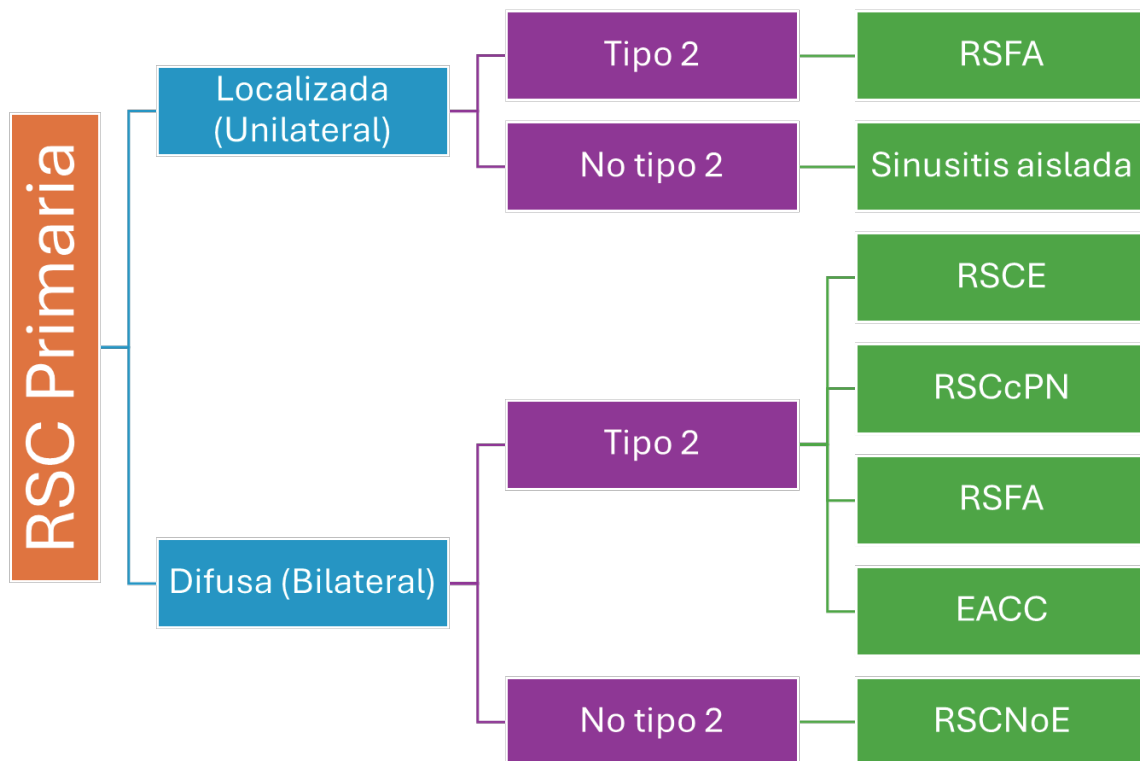 RSC Primaria
Localizada
(Unilateral)
Tipo 2
RSFA
No tipo 2
Sinusitis aislada
Difusa (Bilateral)
Tipo 2
RSCE
RSCcPN
RSFA
EACC
No tipo 2
RSCNoE